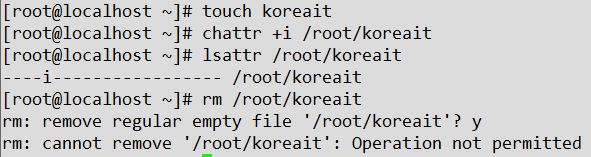 [root@localhost ~]# touch koreait
[root@localhost ~]# chattr +i /root/koreait
[root@localhost ~]# lsattr /root/koreait
----i----------------- /root/koreait
[root@localhost ~]# rm /root/koreait
rm: remove regular empty file '/root/koreait'? y
rm: cannot remove '/root/koreait': Operation not permitted